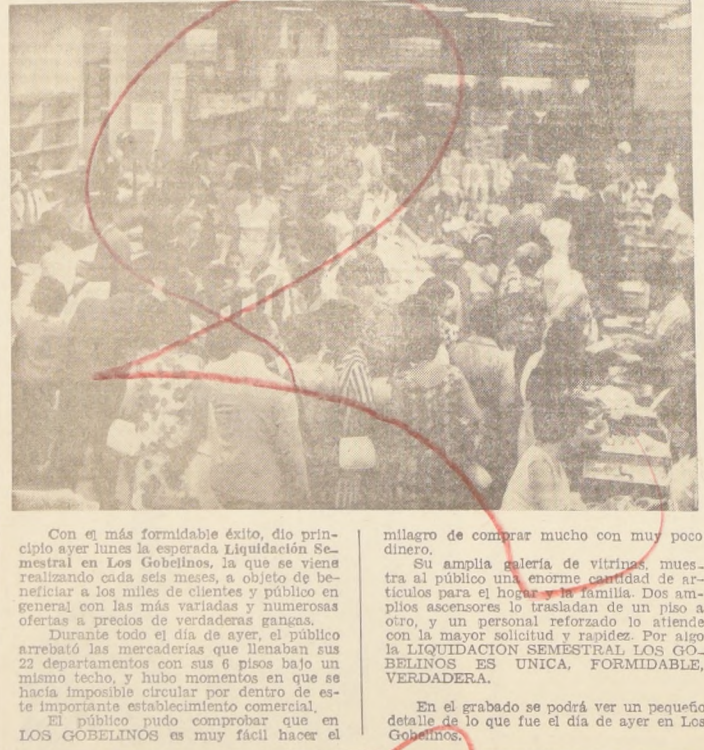 Con el más formidable éxito, dio prin-
cipio ayer lunes la esperada Liquidación Se-
mestral en Los Gobelinos, la que se viene
realizando cada seis meses, a objeto de be-
neficiar a los miles de clientes y público en
general con las más variadas y numerosas
ofertas a precios de verdaderas gangas.
Durante todo el día de ayer, el público
arrebató las mercaderías que llenaban sus
22 departamentos con sus 6 pisos bajo un
mismo techo, y hubo momentos en que se
hacía imposible circular por dentro de es-
te importante establecimiento comercial.
El público pudo comprobar que en
LOS GOBELINOS es muy fácil hacer el
milagro de comprar mucho con muy poco
dinero.
Su amplia galería de vitrinas, mues-
tra al público una enorme cantidad de ar-
tículos para el hogar y la familia. Dos am-
plios ascensores lo trasladan de un piso a
otro, y un personal reforzado lo atiende
con la mayor solicitud y rapidez. Por algo
la LIQUIDACION SEMESTRAL LOS GO-
BELINOS ES UNICA, FORMIDABLE,
VERDADERA.
En el grabado se podrá ver un pequeño
detalle de lo que fue el día de ayer en Los
Gobelinos.